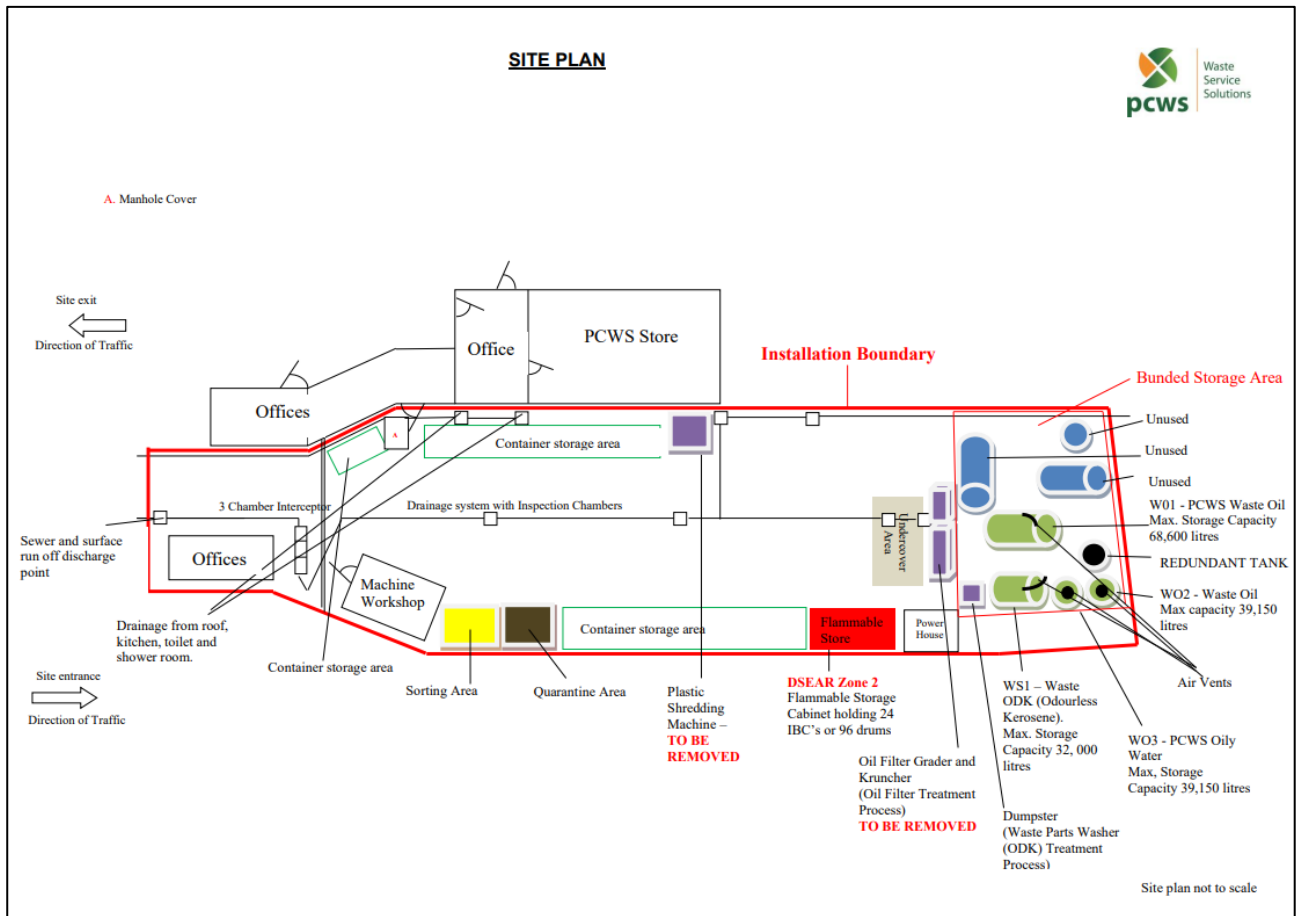 SITE PLAN
pcws
Waste
Service
Solutions
A. Manhole Cover
Site exit
Direction of Traffic
Office
PCWS Store
Installation Boundary
Bunded Storage Area
Offices
A
Container storage area
Unused
Unused
Unused
3 Chamber Interceptor
Drainage system with Inspection Chambers
Undercover
Area
W01 - PCWS Waste Oil
Max. Storage Capacity
68,600 litres
Sewer and surface
run off discharge
point
Offices
REDUNDANT TANK
Machine
Workshop
WO2 - Waste Oil
Max capacity 39,150
litres
Container storage area
Flammable
Store
Power
House
Drainage from roof,
kitchen, toilet and
shower room.
Container storage area
Site entrance
Direction of Traffic
Sorting Area
Quarantine Area
Plastic
Shredding
Machine –
TO BE
REMOVED
DSEAR Zone 2
Flammable Storage
Cabinet holding 24
IBC's or 96 drums
Oil Filter Grader and
Kruncher
(Oil Filter Treatment
Process)
TO BE REMOVED
WS1 – Waste
ODK (Odourless
Kerosene).
Max. Storage
Capacity 32, 000
litres
Air Vents
WO3 - PCWS Oily
Water
Max, Storage
Capacity 39,150 litres
Dumpster
(Waste Parts Washer
(ODK) Treatment
Process)
Site plan not to scale